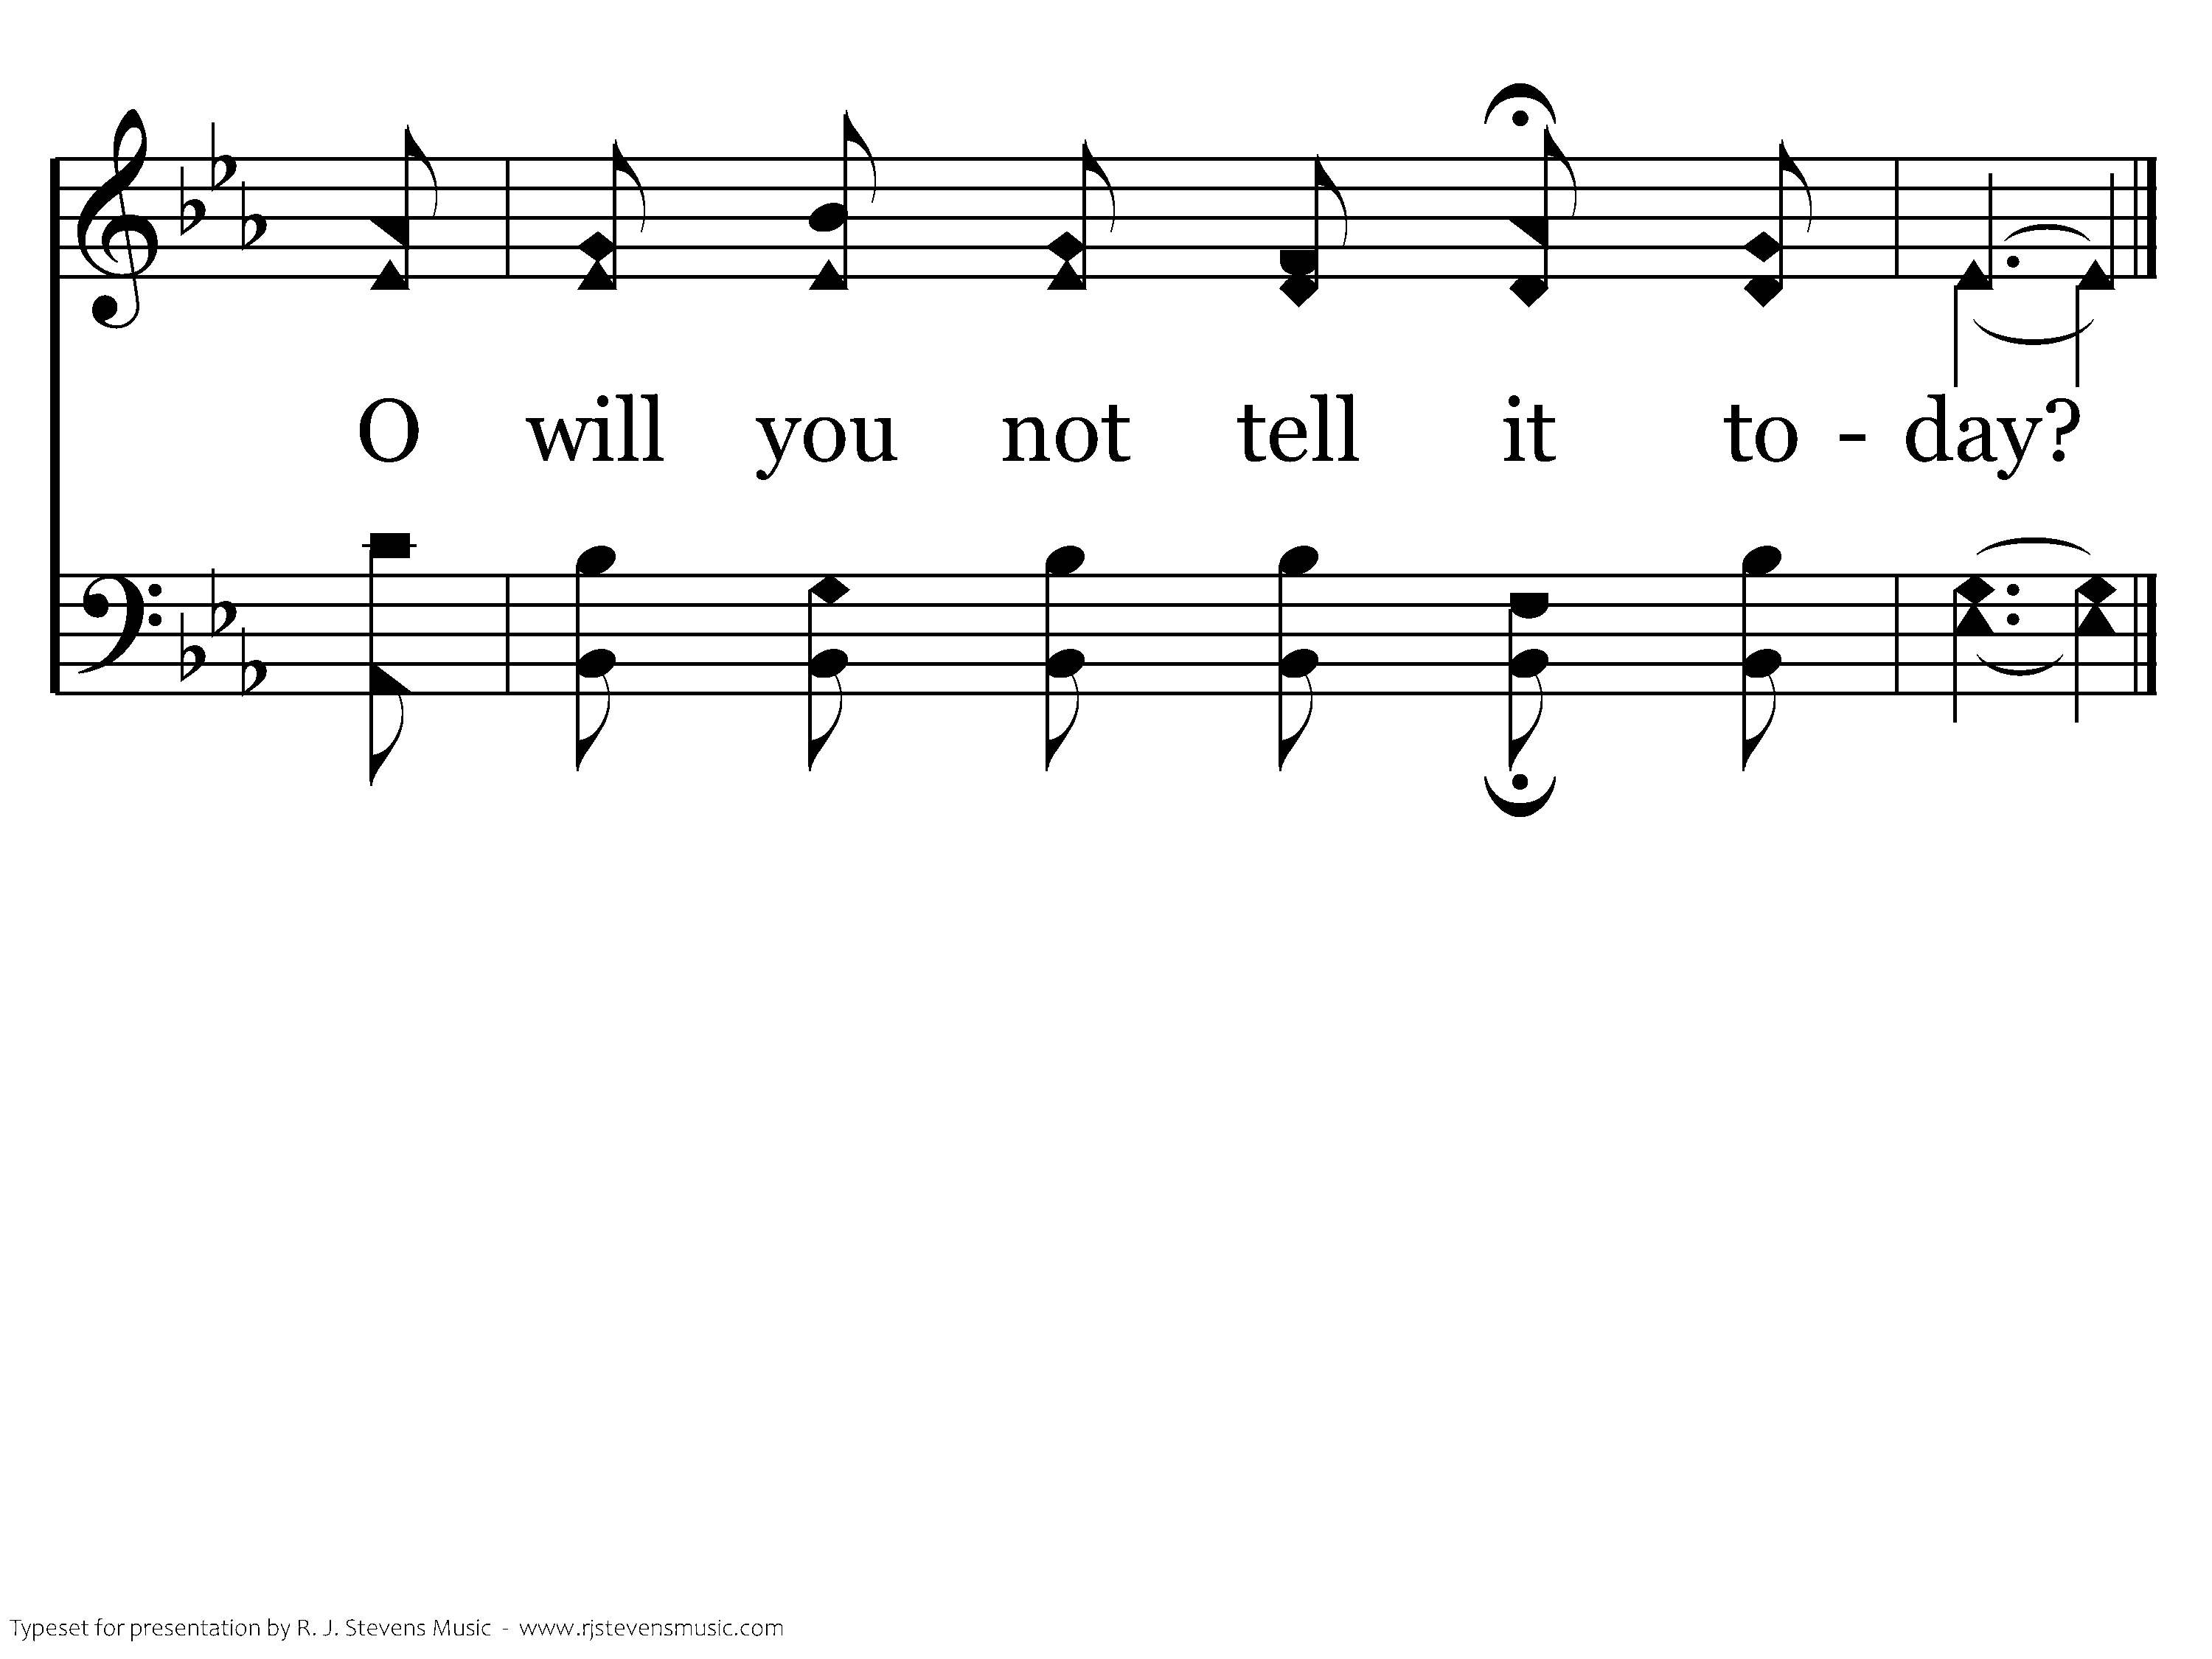 O will you not tell it to - day?
Typeset for presentation by R. J. Stevens Music - www.rjstevensmusic.com